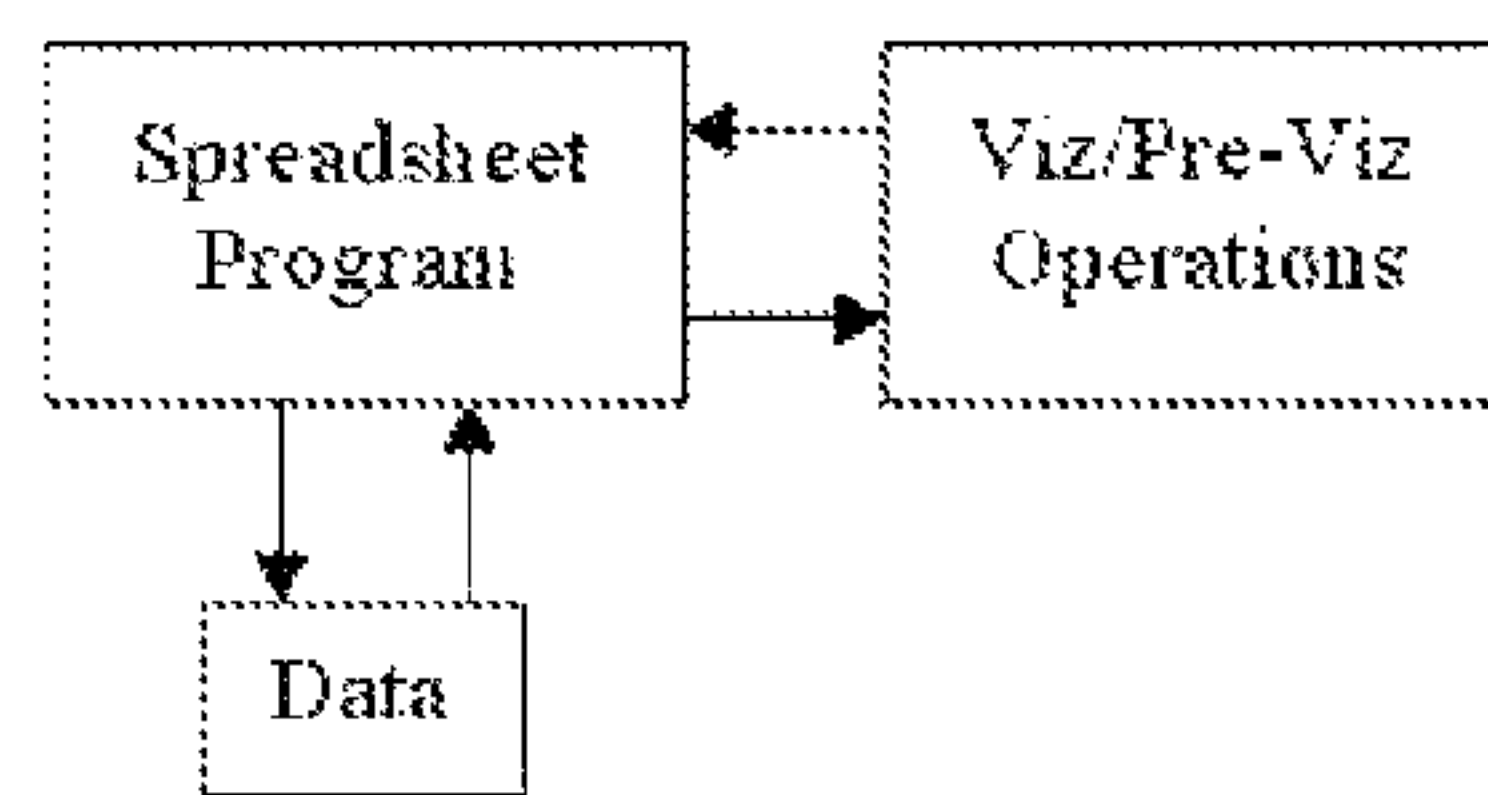 Spreadsheet
Program
Viz/Pre-Viz
Operations
Data